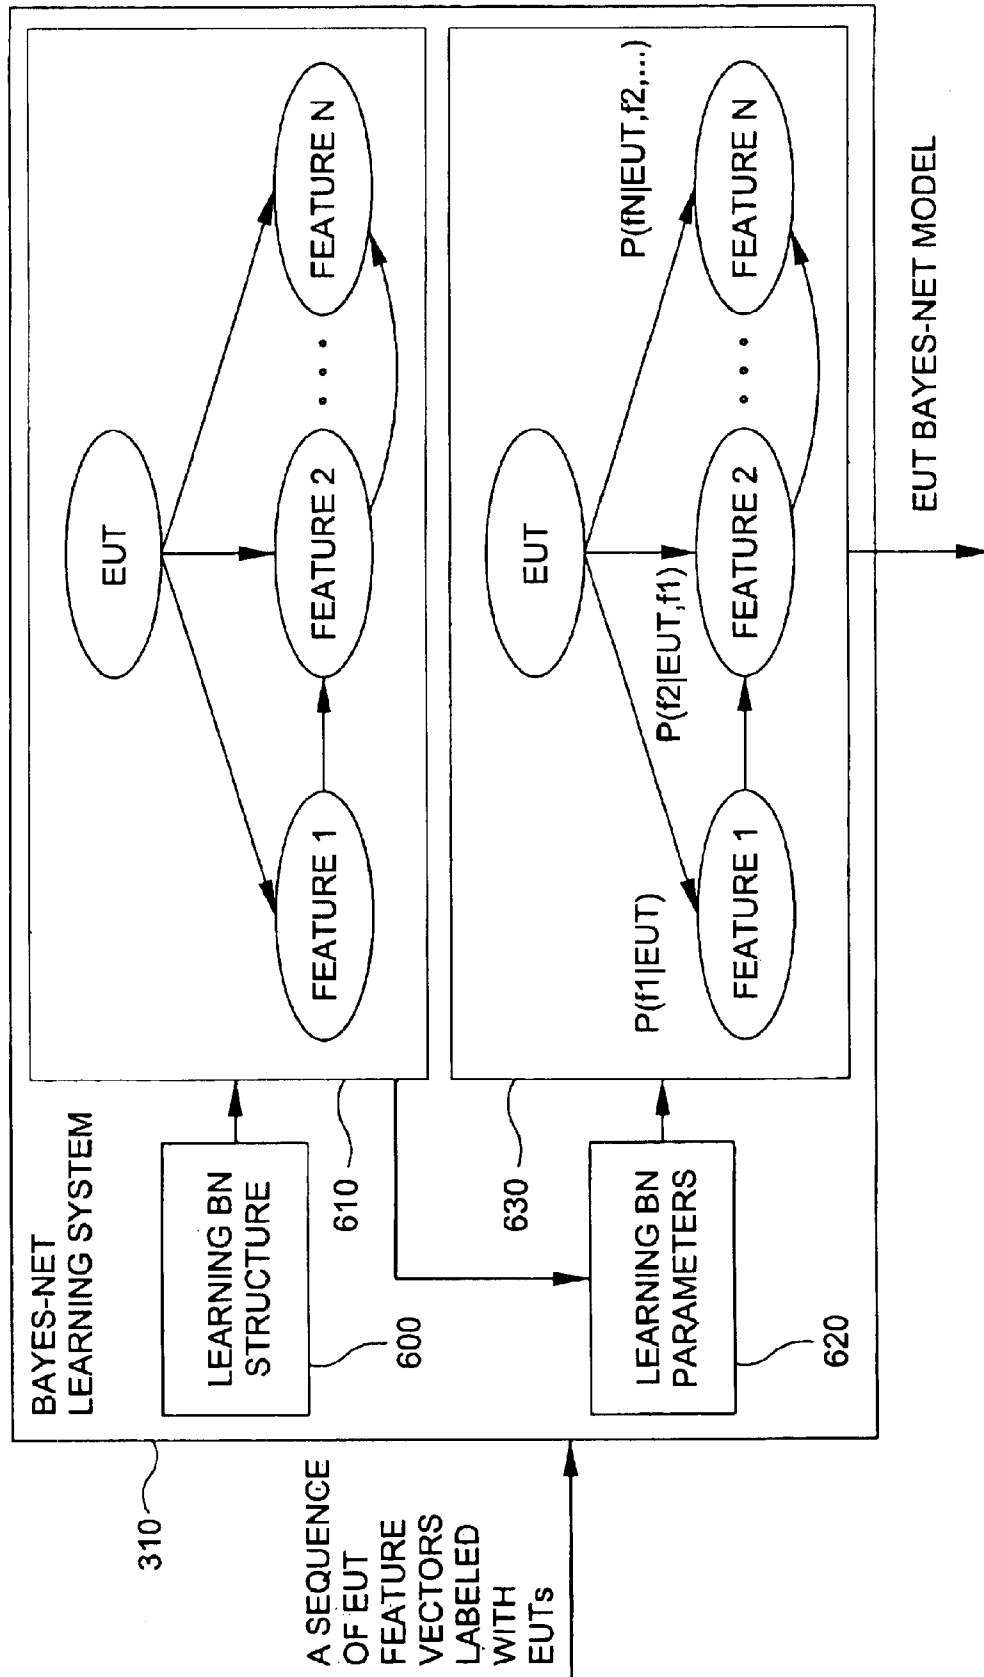 BAYES-NET
LEARNING SYSTEM
310
A SEQUENCE
OF EUT
FEATURE
VECTORS
LABELED
WITH
EUTs
LEARNING BN
STRUCTURE
600
610
EUT
FEATURE 1
FEATURE 2
FEATURE N
LEARNING BN
PARAMETERS
620
630
EUT
P(f1|EUT)
P(f2|EUT,f1)
P(fN|EUT,f2,...)
FEATURE 1
FEATURE 2
FEATURE N
EUT BAYES-NET MODEL